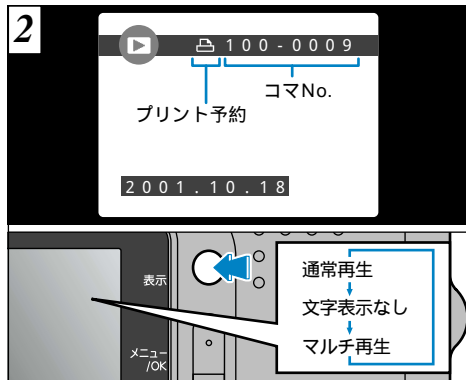 2
100-0009
プリント予約
コマNo.
2001.10.18
表示
メニュー
/OK
通常再生
文字表示なし
マルチ再生